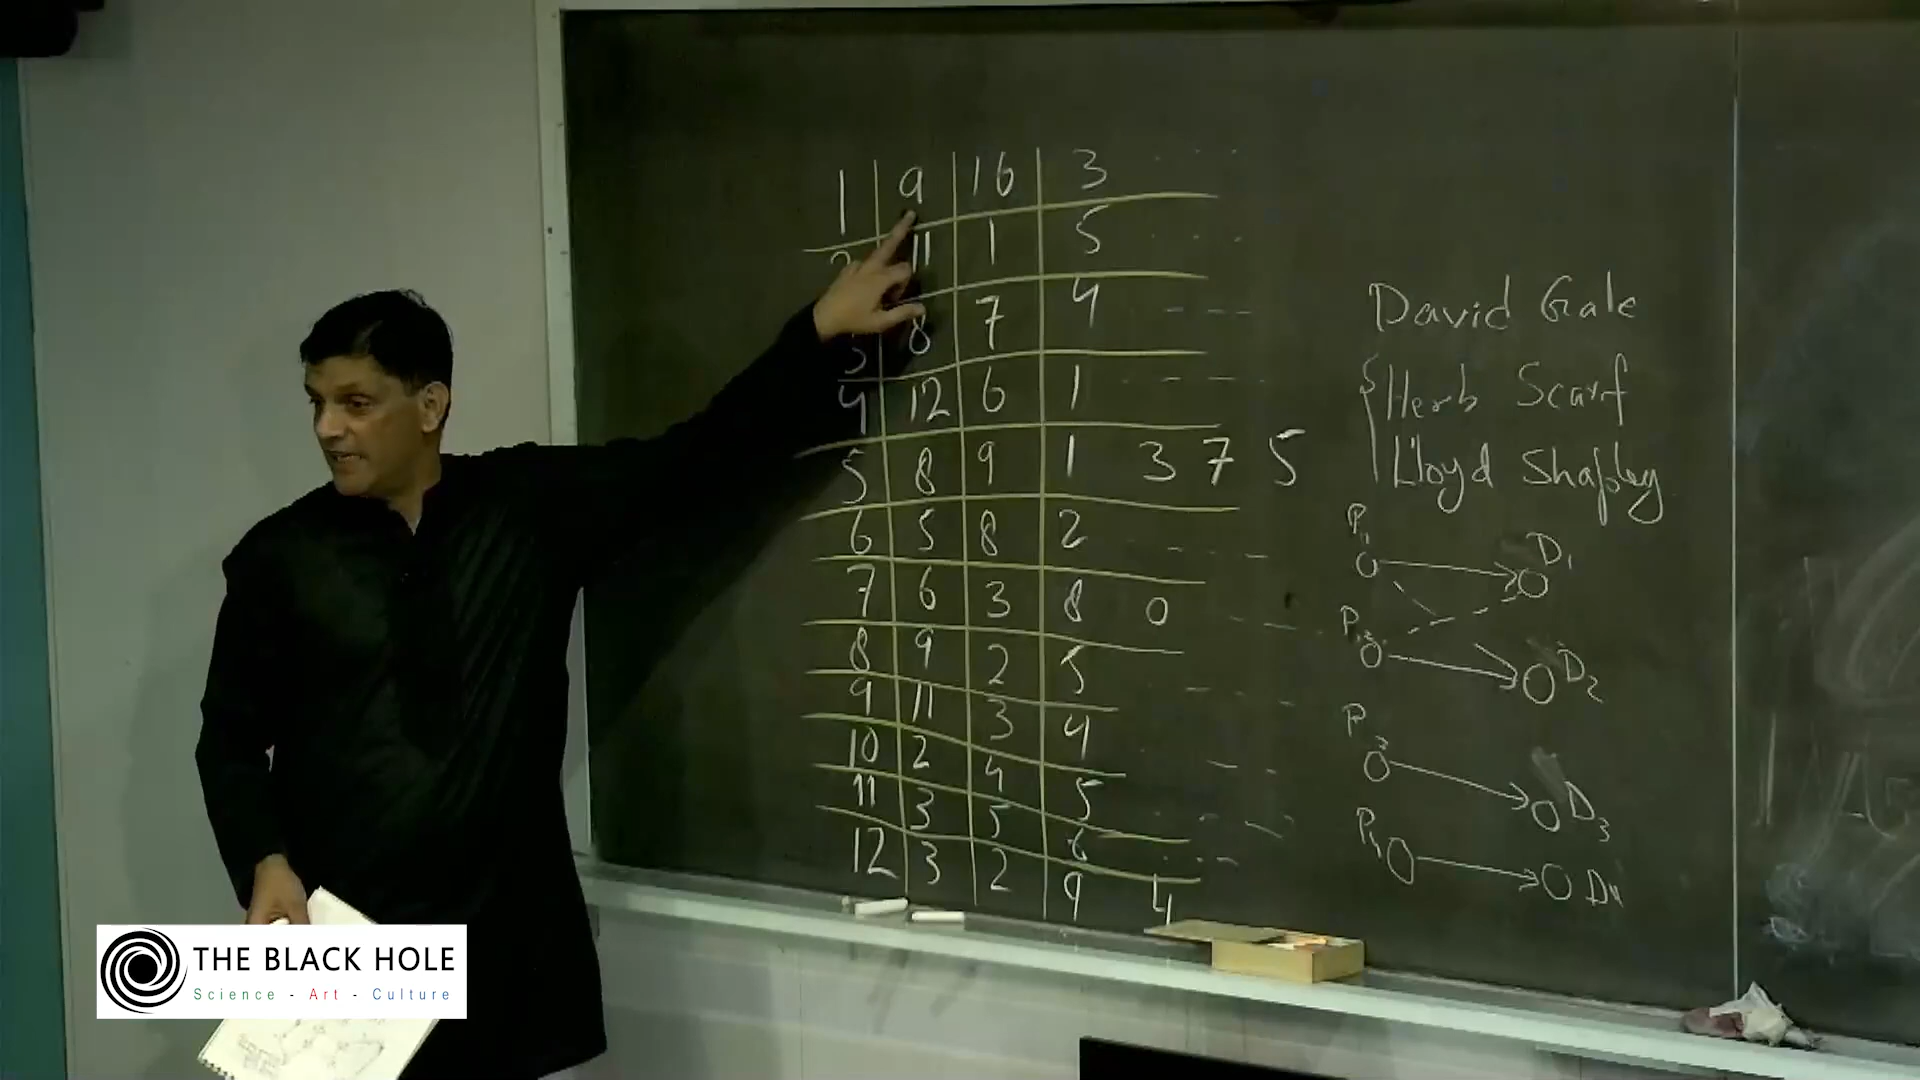 1 9 16 3 . . . .
2 11 1 5 . . .
3 8 7 4 - - - -
4 12 6 1 - - - -
5 8 9 1 3 7 5
6 5 8 2 - - - -
7 6 3 8 0 - - -
8 9 2 5
9 11 3 4 - - -
10 2 4 5 - - -
11 3 5 6 - - -
12 3 2 9 4
David Gale
Herb Scarf
Lloyd Shapley
P1 D1
P2 D2
P3 D3
P4 D4
THE BLACK HOLE
Science - Art - Culture